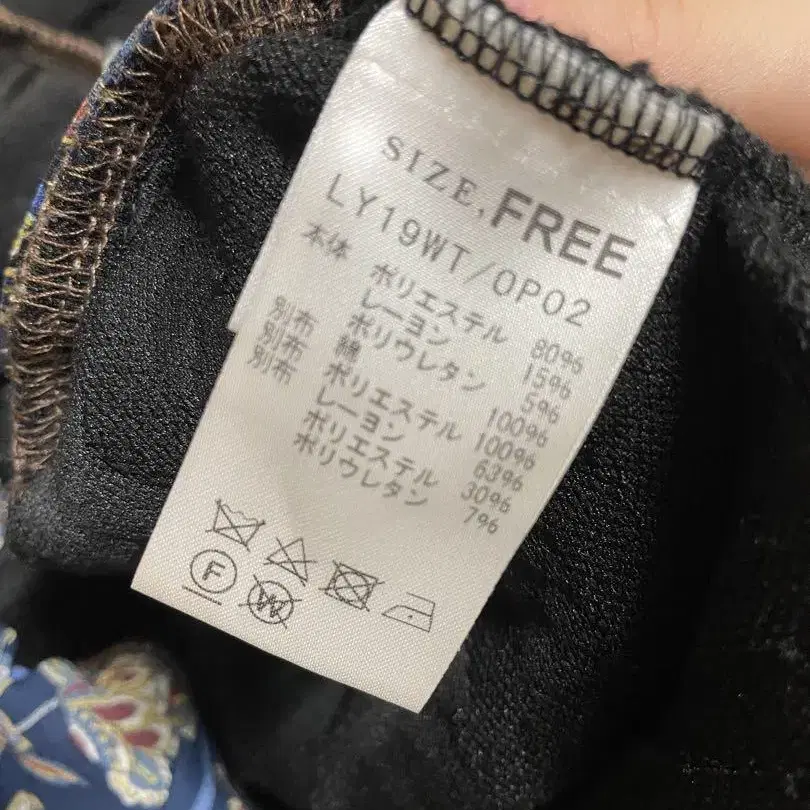 SIZE,FREE
LY19WT/OP02
本体 ポリエステル 80%
レーヨン 15%
ポリウレタン 5%
別布 綿 100%
別布 ポリエステル 100%
別布 レーヨン 63%
ポリエステル 30%
ポリウレタン 7%
F W